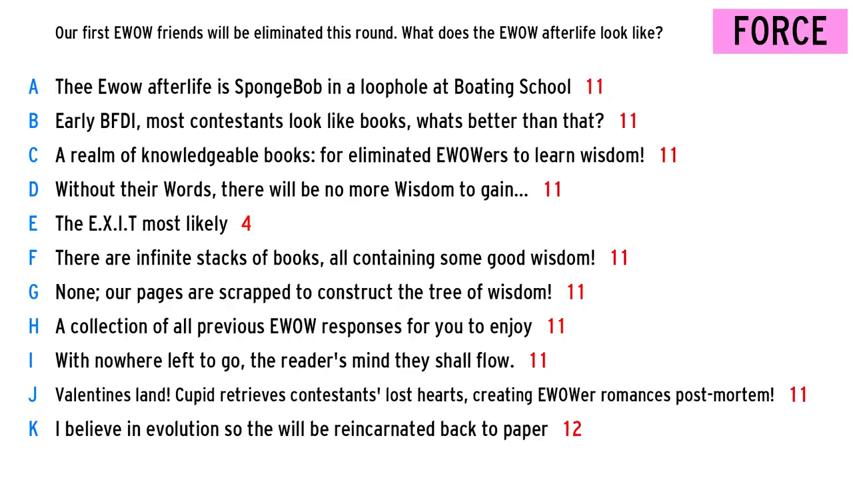 Our first EWOW friends will be eliminated this round. What does the EWOW afterlife look like?
FORCE
A Thee Ewow afterlife is SpongeBob in a loophole at Boating School 11
B Early BFDI, most contestants look like books, whats better than that? 11
C A realm of knowledgeable books: for eliminated EWOWers to learn wisdom! 11
D Without their Words, there will be no more Wisdom to gain... 11
E The E.X.I.T most likely 4
F There are infinite stacks of books, all containing some good wisdom! 11
G None; our pages are scrapped to construct the tree of wisdom! 11
H A collection of all previous EWOW responses for you to enjoy 11
I With nowhere left to go, the reader's mind they shall flow. 11
J Valentines land! Cupid retrieves contestants' lost hearts, creating EWOWer romances post-mortem! 11
K I believe in evolution so the will be reincarnated back to paper 12